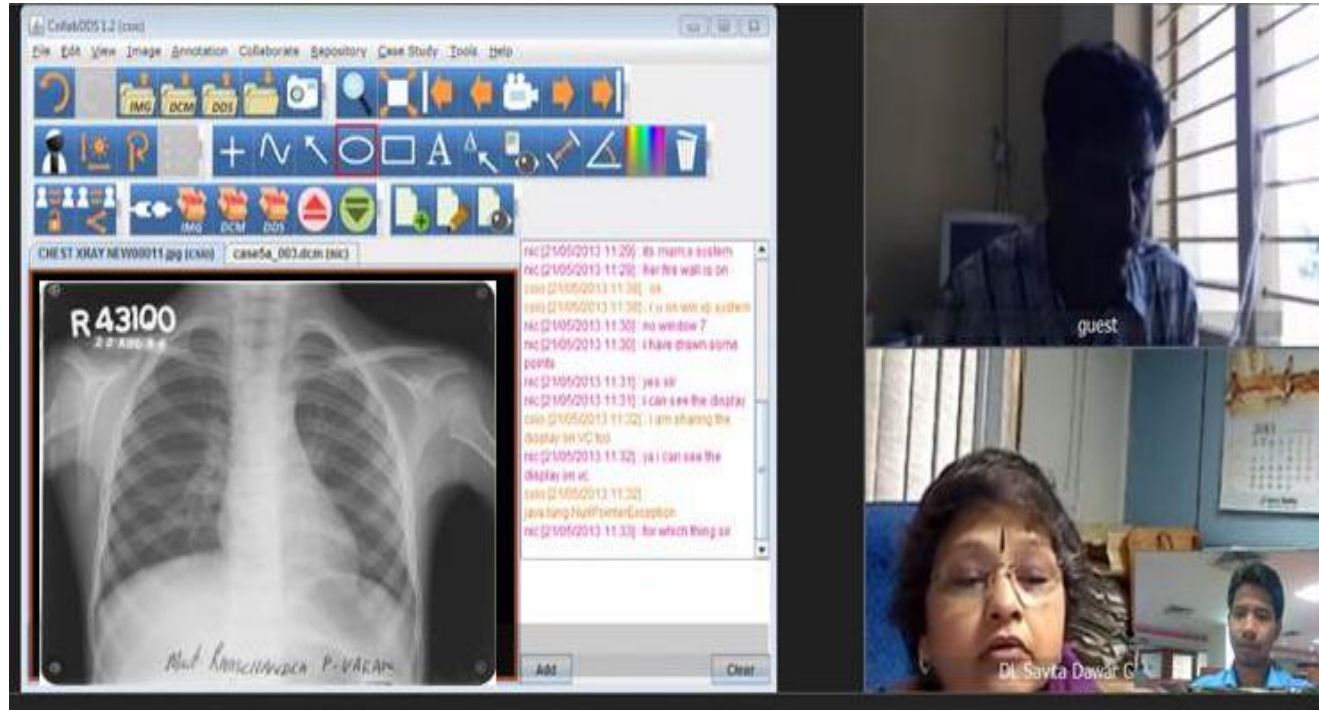 CollabDDS 1.2 (csio)
File Edit View Image Annotation Collaborate Repository Case Study Tools Help
IMG DCM DDS
A
IMG DCM DDS
CHEST XRAY NEW00011.jpg (csio) case5a_003.dcm (nic)
R 43100
nic [21/05/2013 11:29] : its mam's system
nic [21/05/2013 11:29] : her fire wall is on
csio [21/05/2013 11:30] : ok
csio [21/05/2013 11:30] : r u on win xp system
nic [21/05/2013 11:30] : no window 7
nic [21/05/2013 11:30] : i have drawn some
points
nic [21/05/2013 11:31] : yes sir
nic [21/05/2013 11:31] : i can see the display
csio [21/05/2013 11:32] : i am sharing the
display on VC too
nic [21/05/2013 11:32] : ya i can see the
display on vc
csio [21/05/2013 11:32] :
java.lang.NullPointerException
nic [21/05/2013 11:33] : for which thing sir
Add Clear
guest
2013
DL Savita Dawar G